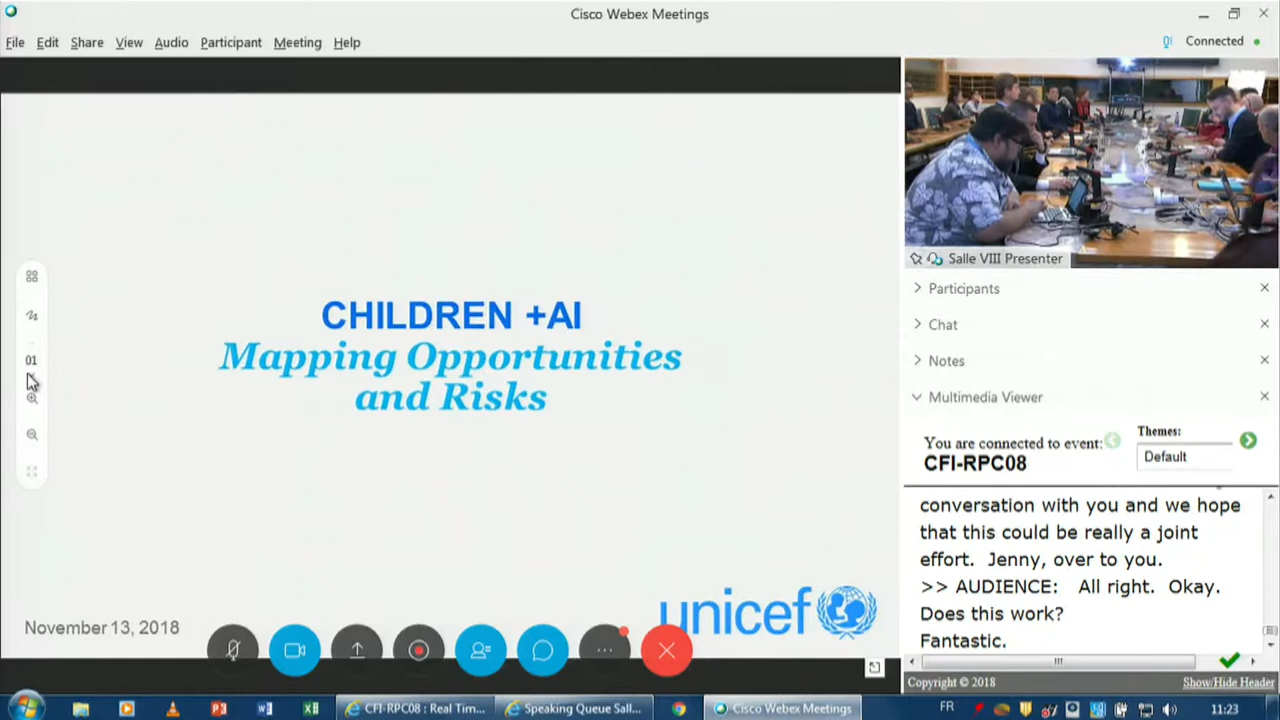 Cisco Webex Meetings
File Edit Share View Audio Participant Meeting Help
Connected
01
CHILDREN +AI
Mapping Opportunities
and Risks
November 13, 2018
unicef
Salle VIII Presenter
Participants
Chat
Notes
Multimedia Viewer
You are connected to event:
CFI-RPC08
Themes:
Default
conversation with you and we hope
that this could be really a joint
effort. Jenny, over to you.
>> AUDIENCE: All right. Okay.
Does this work?
Fantastic.
Copyright © 2018 Show/Hide Header
CFI-RPC08 : Real Tim... Speaking Queue Sall... Cisco Webex Meetings FR 11:23